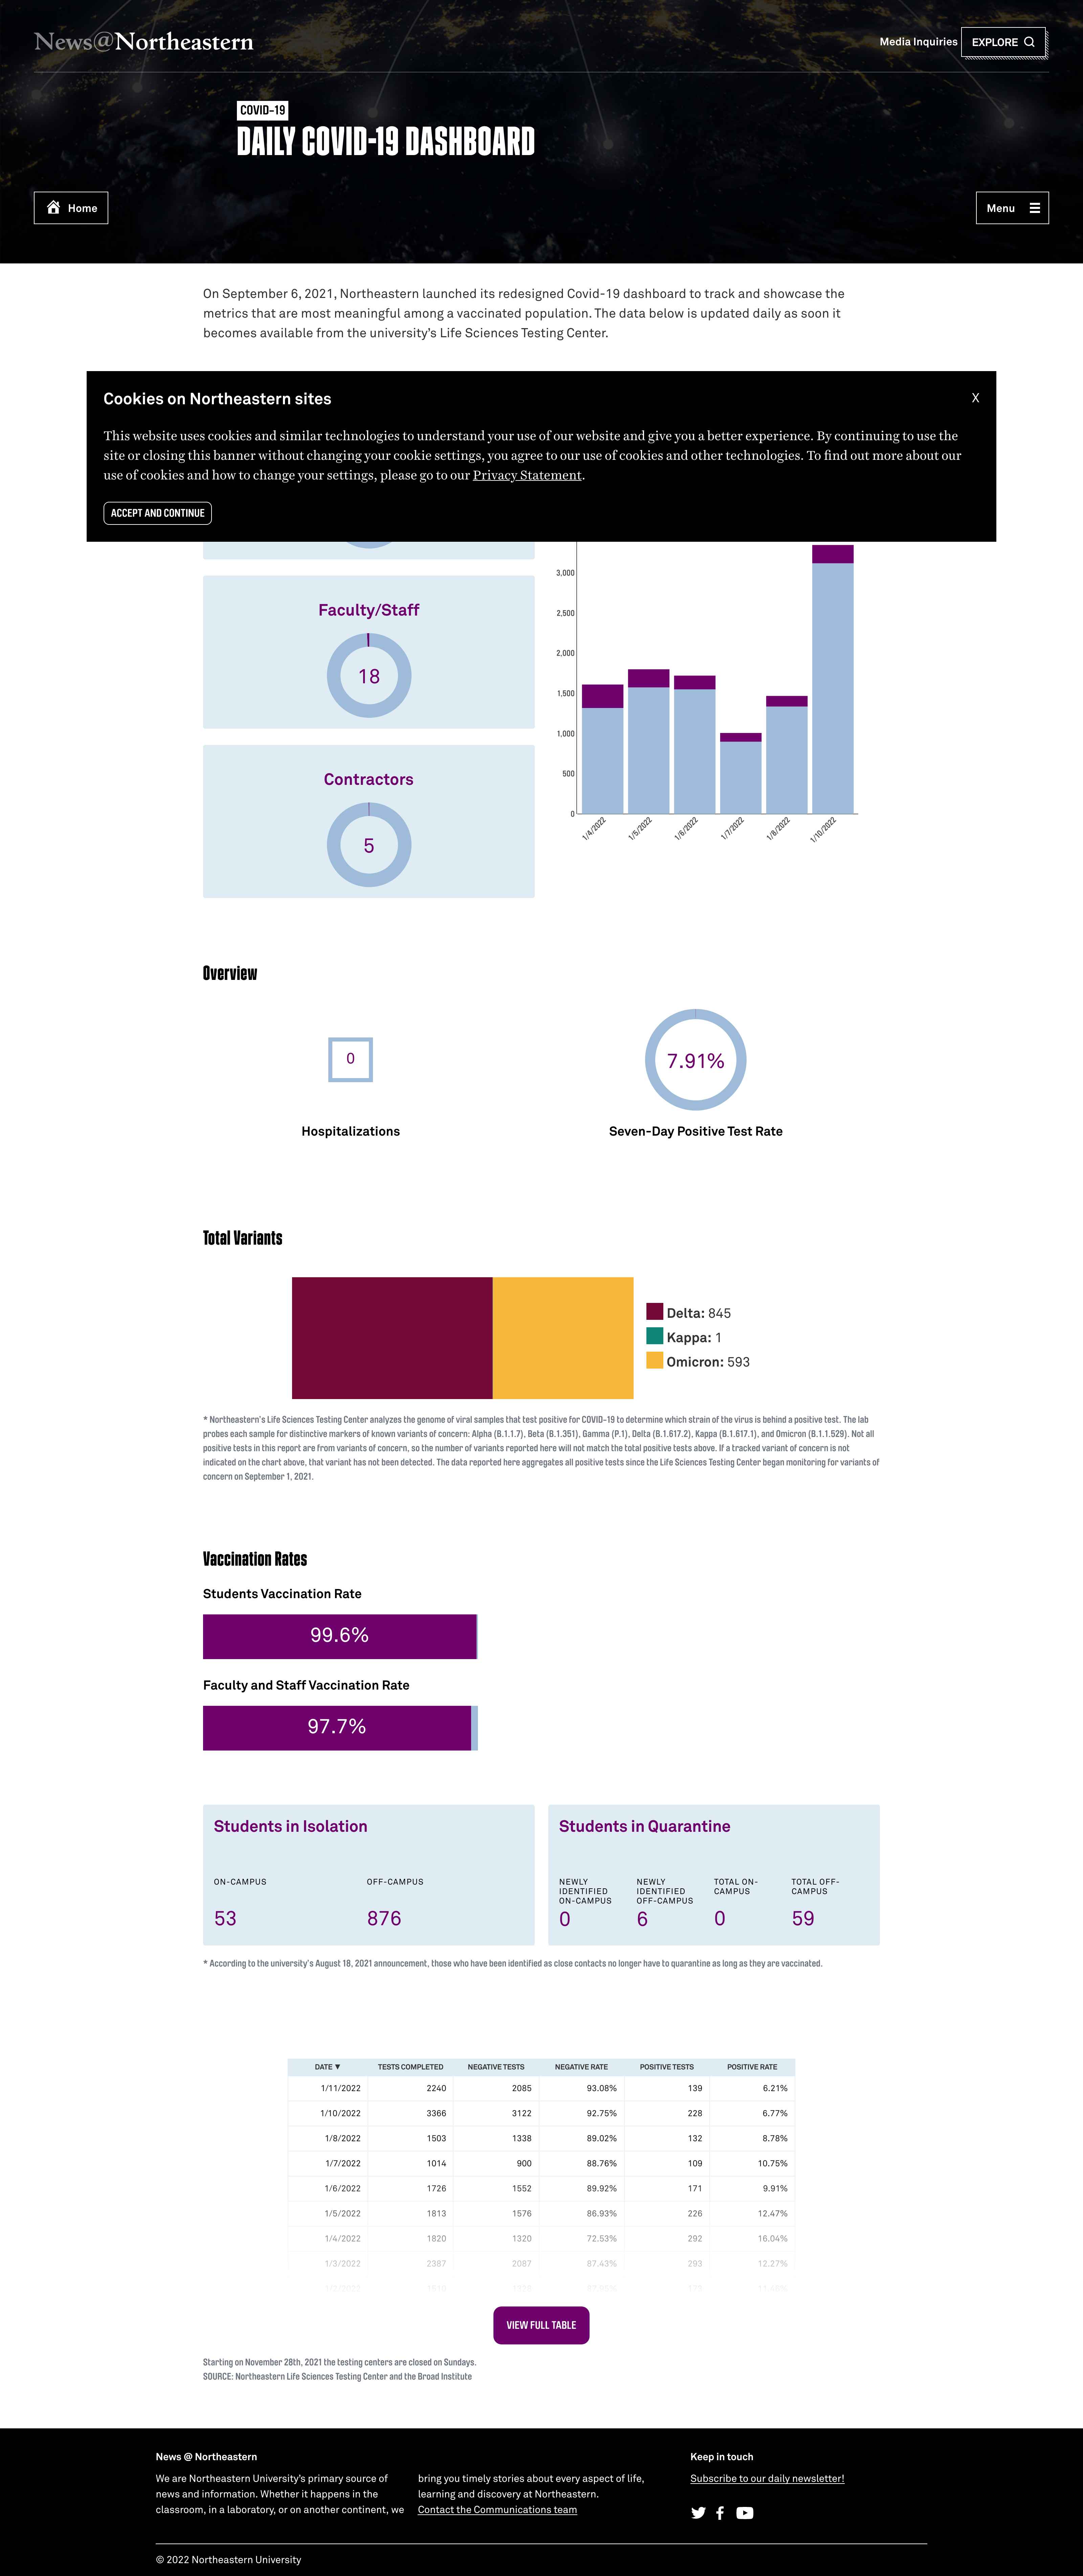 News@Northeastern
Media Inquiries
EXPLORE
COVID-19
DAILY COVID-19 DASHBOARD
Home
Menu
On September 6, 2021, Northeastern launched its redesigned Covid-19 dashboard to track and showcase the
metrics that are most meaningful among a vaccinated population. The data below is updated daily as soon it
becomes available from the university's Life Sciences Testing Center.
Cookies on Northeastern sites
X
This website uses cookies and similar technologies to understand your use of our website and give you a better experience. By continuing to use the
site or closing this banner without changing your cookie settings, you agree to our use of cookies and other technologies. To find out more about our
use of cookies and how to change your settings, please go to our Privacy Statement.
ACCEPT AND CONTINUE
Faculty/Staff
18
Contractors
5
3,000
2,500
2,000
1,500
1,000
500
0
1/4/2022 1/5/2022 1/6/2022 1/7/2022 1/8/2022 1/10/2022
Overview
0
Hospitalizations
7.91%
Seven-Day Positive Test Rate
Total Variants
Delta: 845
Kappa: 1
Omicron: 593
* Northeastern's Life Sciences Testing Center analyzes the genome of viral samples that test positive for COVID-19 to determine which strain of the virus is behind a positive test. The lab
probes each sample for distinctive markers of known variants of concern: Alpha (B.1.1.7), Beta (B.1.351), Gamma (P.1), Delta (B.1.617.2), Kappa (B.1.617.1), and Omicron (B.1.1.529). Not all
positive tests in this report are from variants of concern, so the number of variants reported here will not match the total positive tests above. If a tracked variant of concern is not
indicated on the chart above, that variant has not been detected. The data reported here aggregates all positive tests since the Life Sciences Testing Center began monitoring for variants of
concern on September 1, 2021.
Vaccination Rates
Students Vaccination Rate
99.6%
Faculty and Staff Vaccination Rate
97.7%
Students in Isolation
ON-CAMPUS
53
OFF-CAMPUS
876
Students in Quarantine
NEWLY
IDENTIFIED
ON-CAMPUS
0
NEWLY
IDENTIFIED
OFF-CAMPUS
6
TOTAL ON-
CAMPUS
0
TOTAL OFF-
CAMPUS
59
* According to the university's August 18, 2021 announcement, those who have been identified as close contacts no longer have to quarantine as long as they are vaccinated.
DATE ▼ TESTS COMPLETED NEGATIVE TESTS NEGATIVE RATE POSITIVE TESTS POSITIVE RATE
1/11/2022 2240 2085 93.08% 139 6.21%
1/10/2022 3366 3122 92.75% 228 6.77%
1/8/2022 1503 1338 89.02% 132 8.78%
1/7/2022 1014 900 88.76% 109 10.75%
1/6/2022 1726 1552 89.92% 171 9.91%
1/5/2022 1813 1576 86.93% 226 12.47%
1/4/2022 1820 1320 72.53% 292 16.04%
1/3/2022 2387 2087 87.43% 293 12.27%
VIEW FULL TABLE
Starting on November 28th, 2021 the testing centers are closed on Sundays.
SOURCE: Northeastern Life Sciences Testing Center and the Broad Institute
News @ Northeastern
We are Northeastern University's primary source of
news and information. Whether it happens in the
classroom, in a laboratory, or on another continent, we
bring you timely stories about every aspect of life,
learning and discovery at Northeastern.
Contact the Communications team
Keep in touch
Subscribe to our daily newsletter!
© 2022 Northeastern University